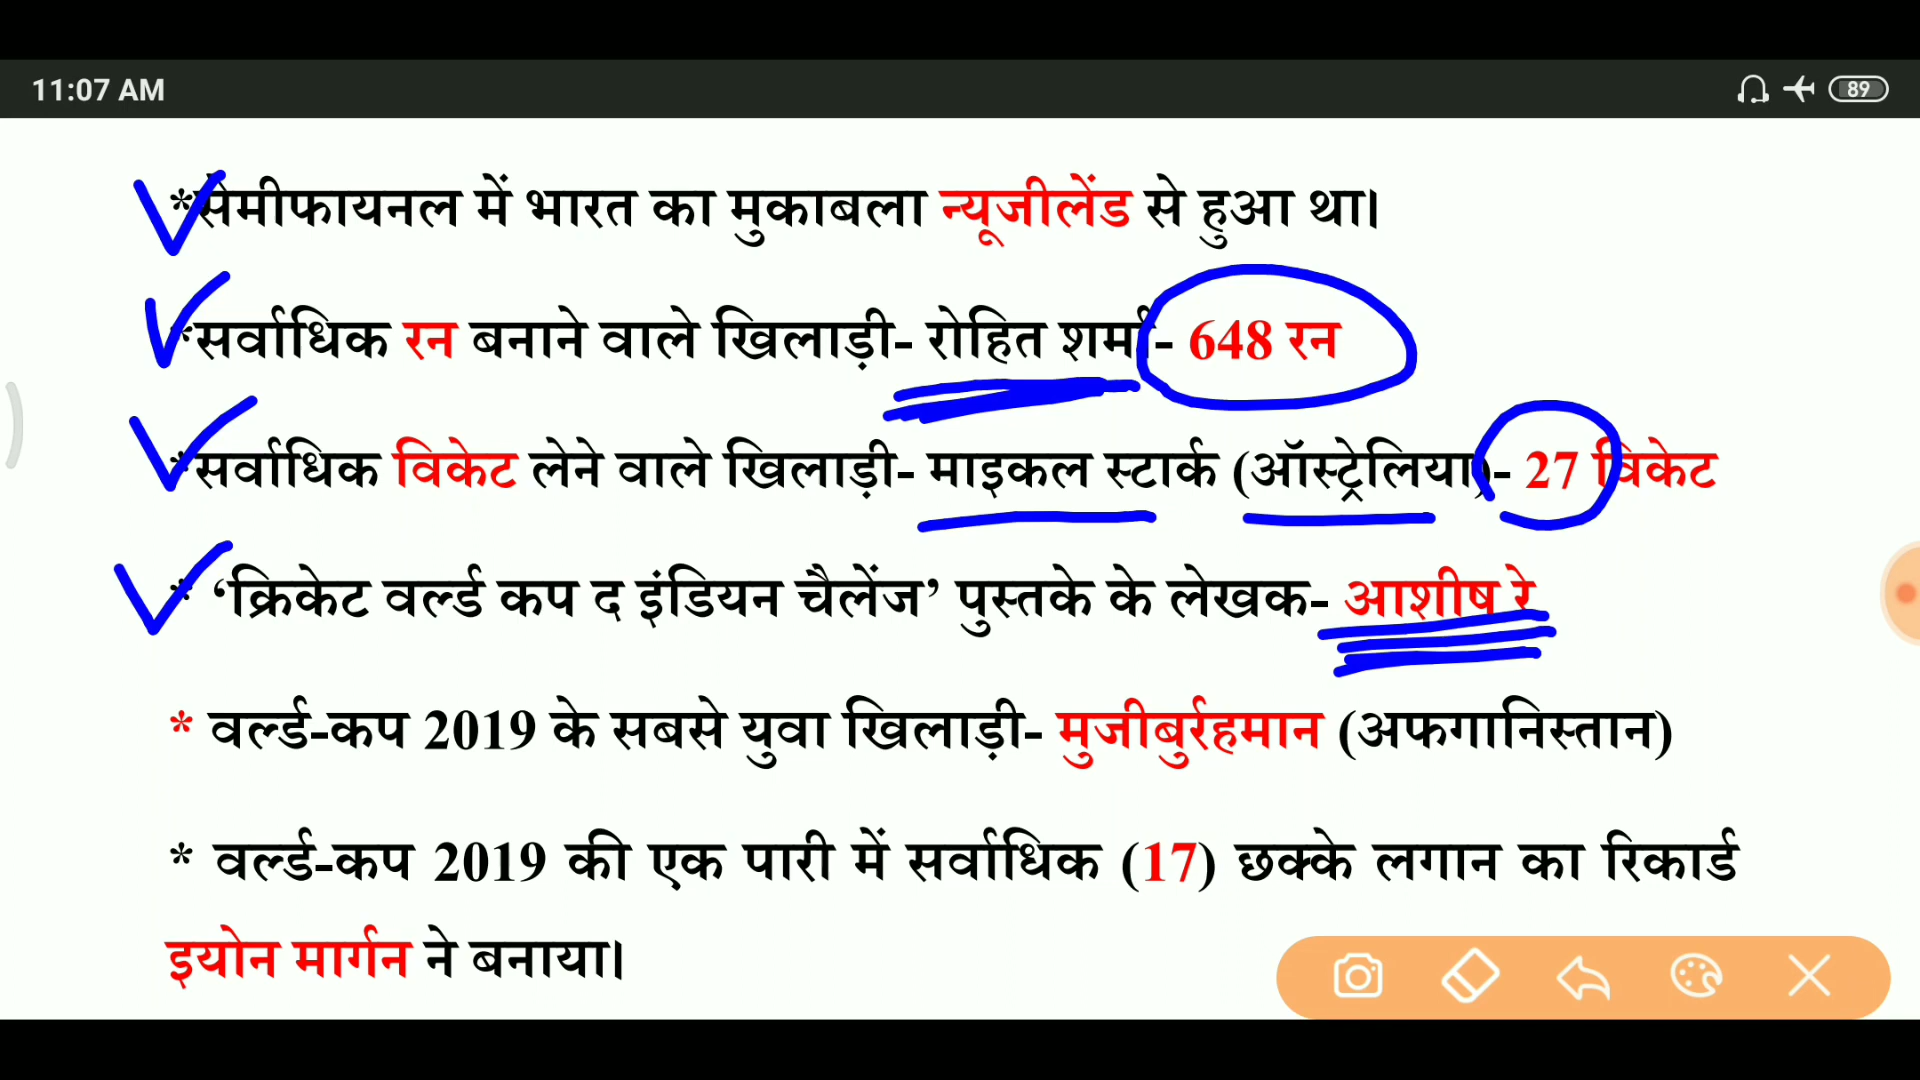 11:07 AM
89
*सेमीफायनल में भारत का मुकाबला न्यूजीलेंड से हुआ था।
*सर्वाधिक रन बनाने वाले खिलाड़ी- रोहित शर्मा- 648 रन
*सर्वाधिक विकेट लेने वाले खिलाड़ी- माइकल स्टार्क (ऑस्ट्रेलिया)- 27 विकेट
* ‘क्रिकेट वर्ल्ड कप द इंडियन चैलेंज’ पुस्तके के लेखक- आशीष रे
* वर्ल्ड-कप 2019 के सबसे युवा खिलाड़ी- मुजीबुर्रहमान (अफगानिस्तान)
* वर्ल्ड-कप 2019 की एक पारी में सर्वाधिक (17) छक्के लगान का रिकार्ड
इयोन मार्गन ने बनाया।